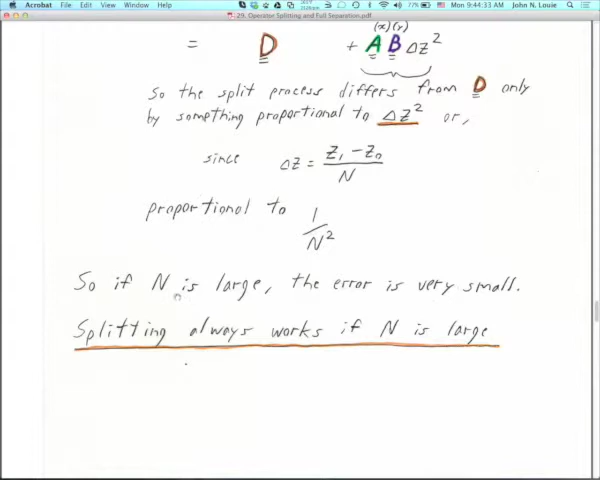 Acrobat File Edit View Window Help 77% Mon 9:44:33 AM John N. Louie
29. Operator Splitting and Full Separation.pdf
(x) (y)
= D + A B Δz²
So the split process differs from D only
by something proportional to Δz² or,
since Δz = z₁ - z₀
N
proportional to 1
N²
So if N is large, the error is very small.
Splitting always works if N is large